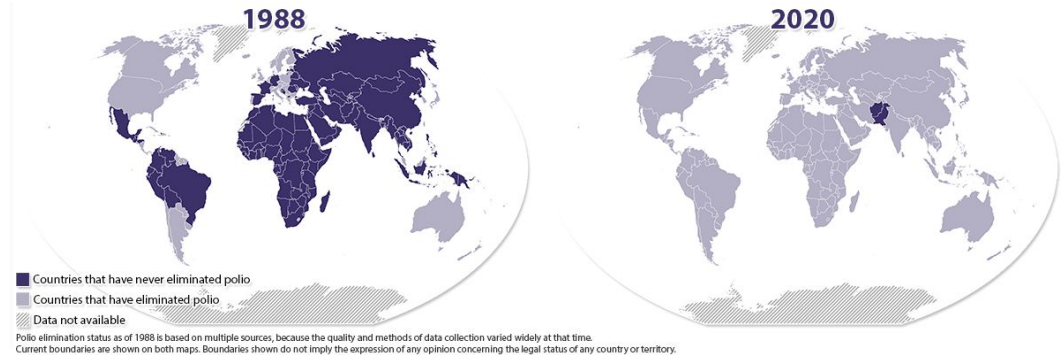 1988
2020
Countries that have never eliminated polio
Countries that have eliminated polio
Data not available
Polio elimination status as of 1988 is based on multiple sources, because the quality and methods of data collection varied widely at that time.
Current boundaries are shown on both maps. Boundaries shown do not imply the expression of any opinion concerning the legal status of any country or territory.